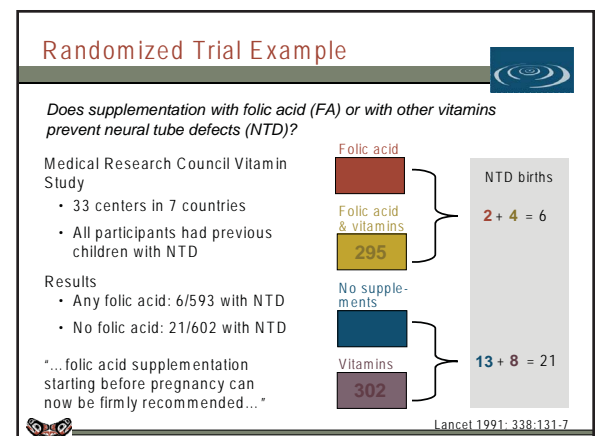 Randomized Trial Example
Does supplementation with folic acid (FA) or with other vitamins
prevent neural tube defects (NTD)?
Medical Research Council Vitamin
Study
• 33 centers in 7 countries
• All participants had previous
children with NTD
Results
• Any folic acid: 6/593 with NTD
• No folic acid: 21/602 with NTD
"…folic acid supplementation
starting before pregnancy can
now be firmly recommended…"
Folic acid
Folic acid
& vitamins
295
No supple-
ments
Vitamins
302
NTD births
2 + 4 = 6
13 + 8 = 21
Lancet 1991; 338:131-7